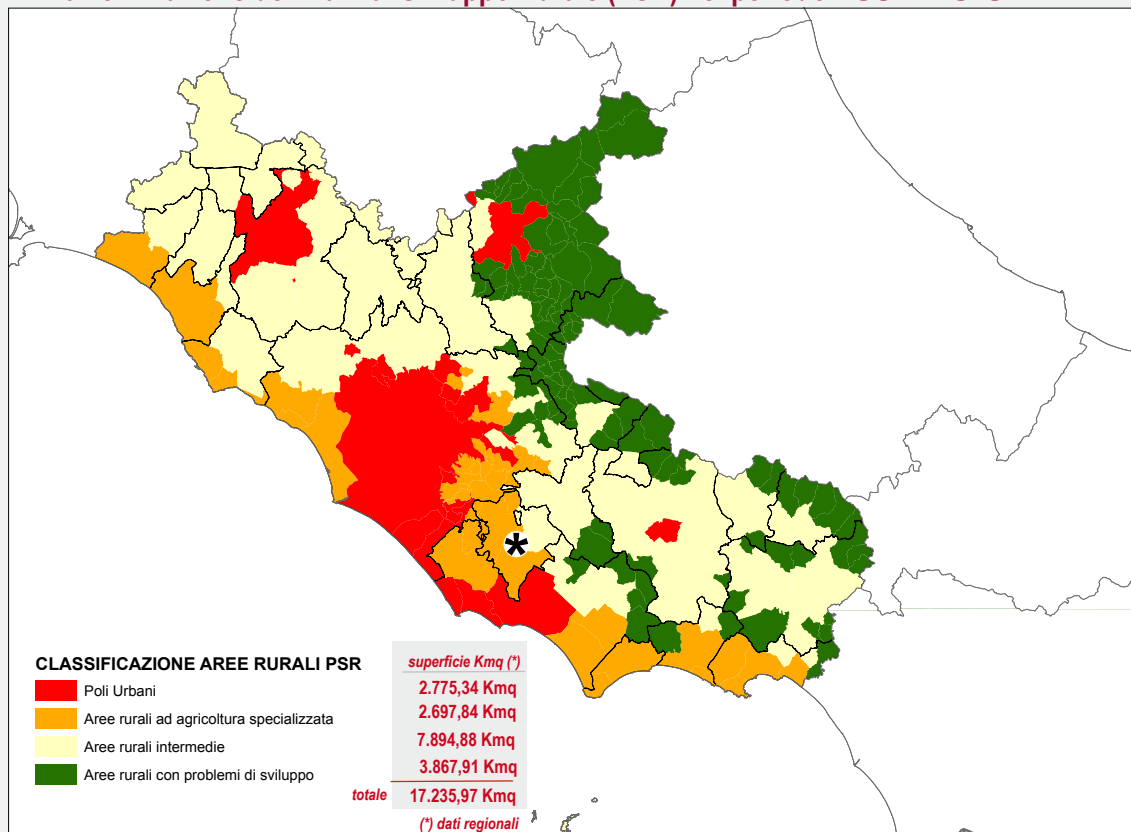 CLASSIFICAZIONE AREE RURALI PSR
superficie Kmq (*)
Poli Urbani 2.775,34 Kmq
Aree rurali ad agricoltura specializzata 2.697,84 Kmq
Aree rurali intermedie 7.894,88 Kmq
Aree rurali con problemi di sviluppo 3.867,91 Kmq
totale 17.235,97 Kmq
(*) dati regionali
*